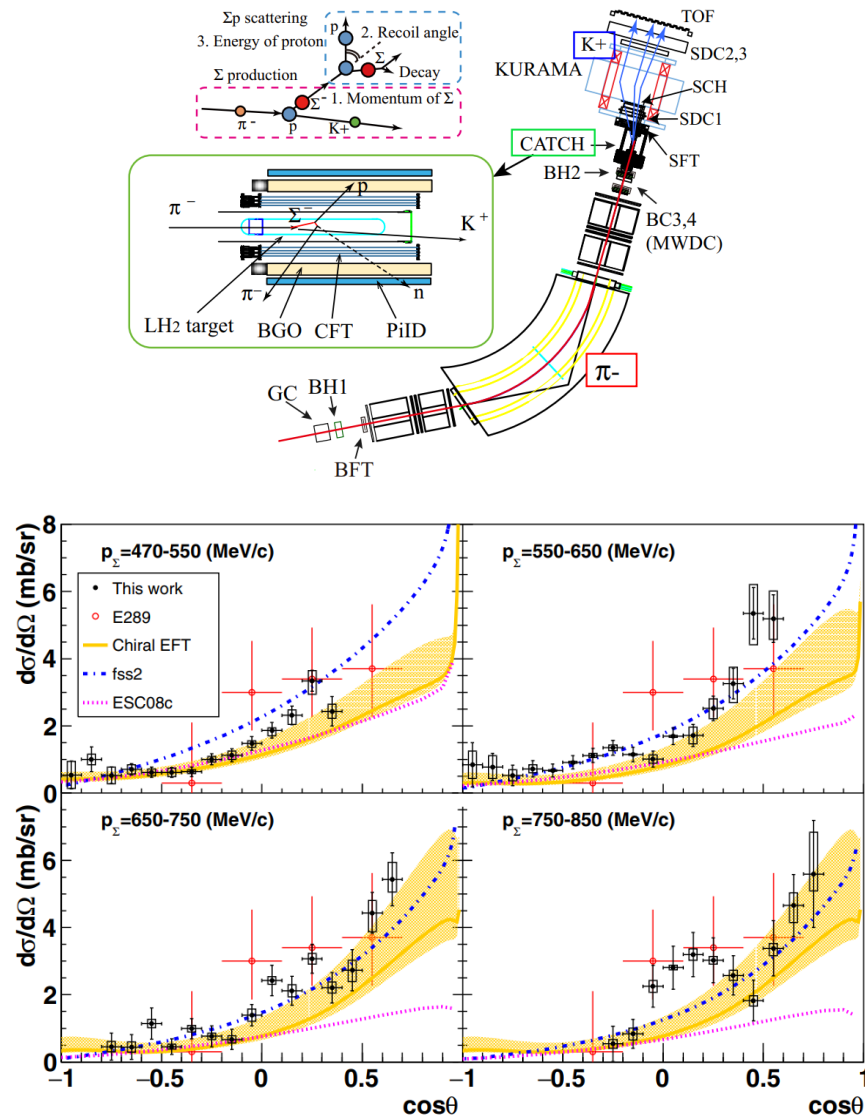 Σp scattering
3. Energy of proton
p
2. Recoil angle
Σ
Decay
Σ production
Σ⁻
1. Momentum of Σ
π⁻
p
K+
TOF
K+
SDC2,3
KURAMA
SCH
SDC1
CATCH
SFT
BH2
BC3,4
(MWDC)
π⁻
Σ⁻
p
K⁺
π⁻
n
LH₂ target
BGO
CFT
PiID
π-
GC
BH1
BFT
dσ/dΩ (mb/sr)
8
6
4
2
0
p_Σ=470-550 (MeV/c)
This work
E289
Chiral EFT
fss2
ESC08c
p_Σ=550-650 (MeV/c)
dσ/dΩ (mb/sr)
6
4
2
0
p_Σ=650-750 (MeV/c)
p_Σ=750-850 (MeV/c)
−1
−0.5
0
0.5
−1
−0.5
0
0.5
1
cosθ
cosθ